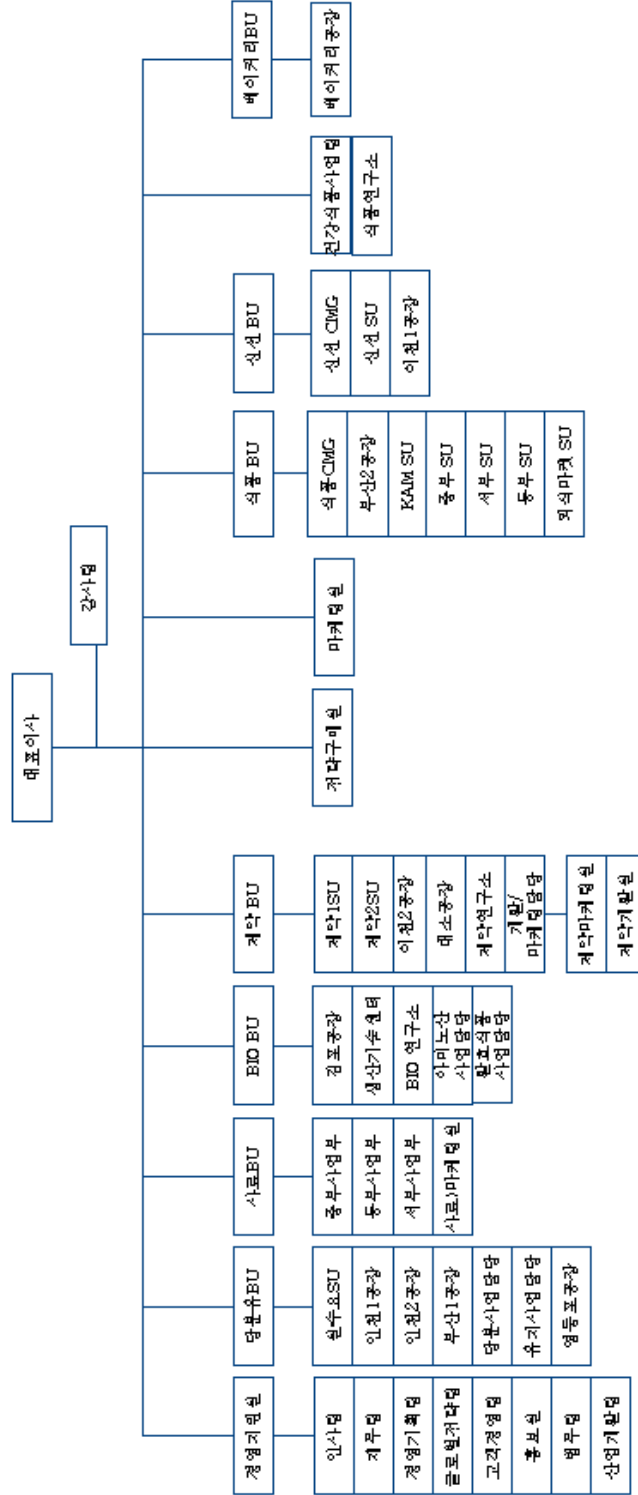 대표이사
감사팀
경영지원실
인사팀
재무팀
경영기획팀
글로벌전략팀
고객경영팀
홍보실
법무팀
산업개발팀
당분유BU
실수요SU
인천1공장
인천2공장
부산1공장
당분사업담당
유지사업담당
영등포공장
사료BU
중부사업부
동부사업부
서부사업부
사료)마케팅실
BIO BU
김포공장
생산기술센터
BIO 연구소
아미노산
사업담당
발효식품
사업담당
제약 BU
제약1SU
제약2SU
이천2공장
대소공장
제약연구소
개발/
마케팅담당
제약마케팅실
제약개발실
전략구매실
마케팅실
식품 BU
식품CMG
부산2공장
KAM SU
중부 SU
서부 SU
동부 SU
외식마켓 SU
신선 BU
신선 CMG
신선 SU
이천1공장
건강식품사업팀
식품연구소
베이커리BU
베이커리공장